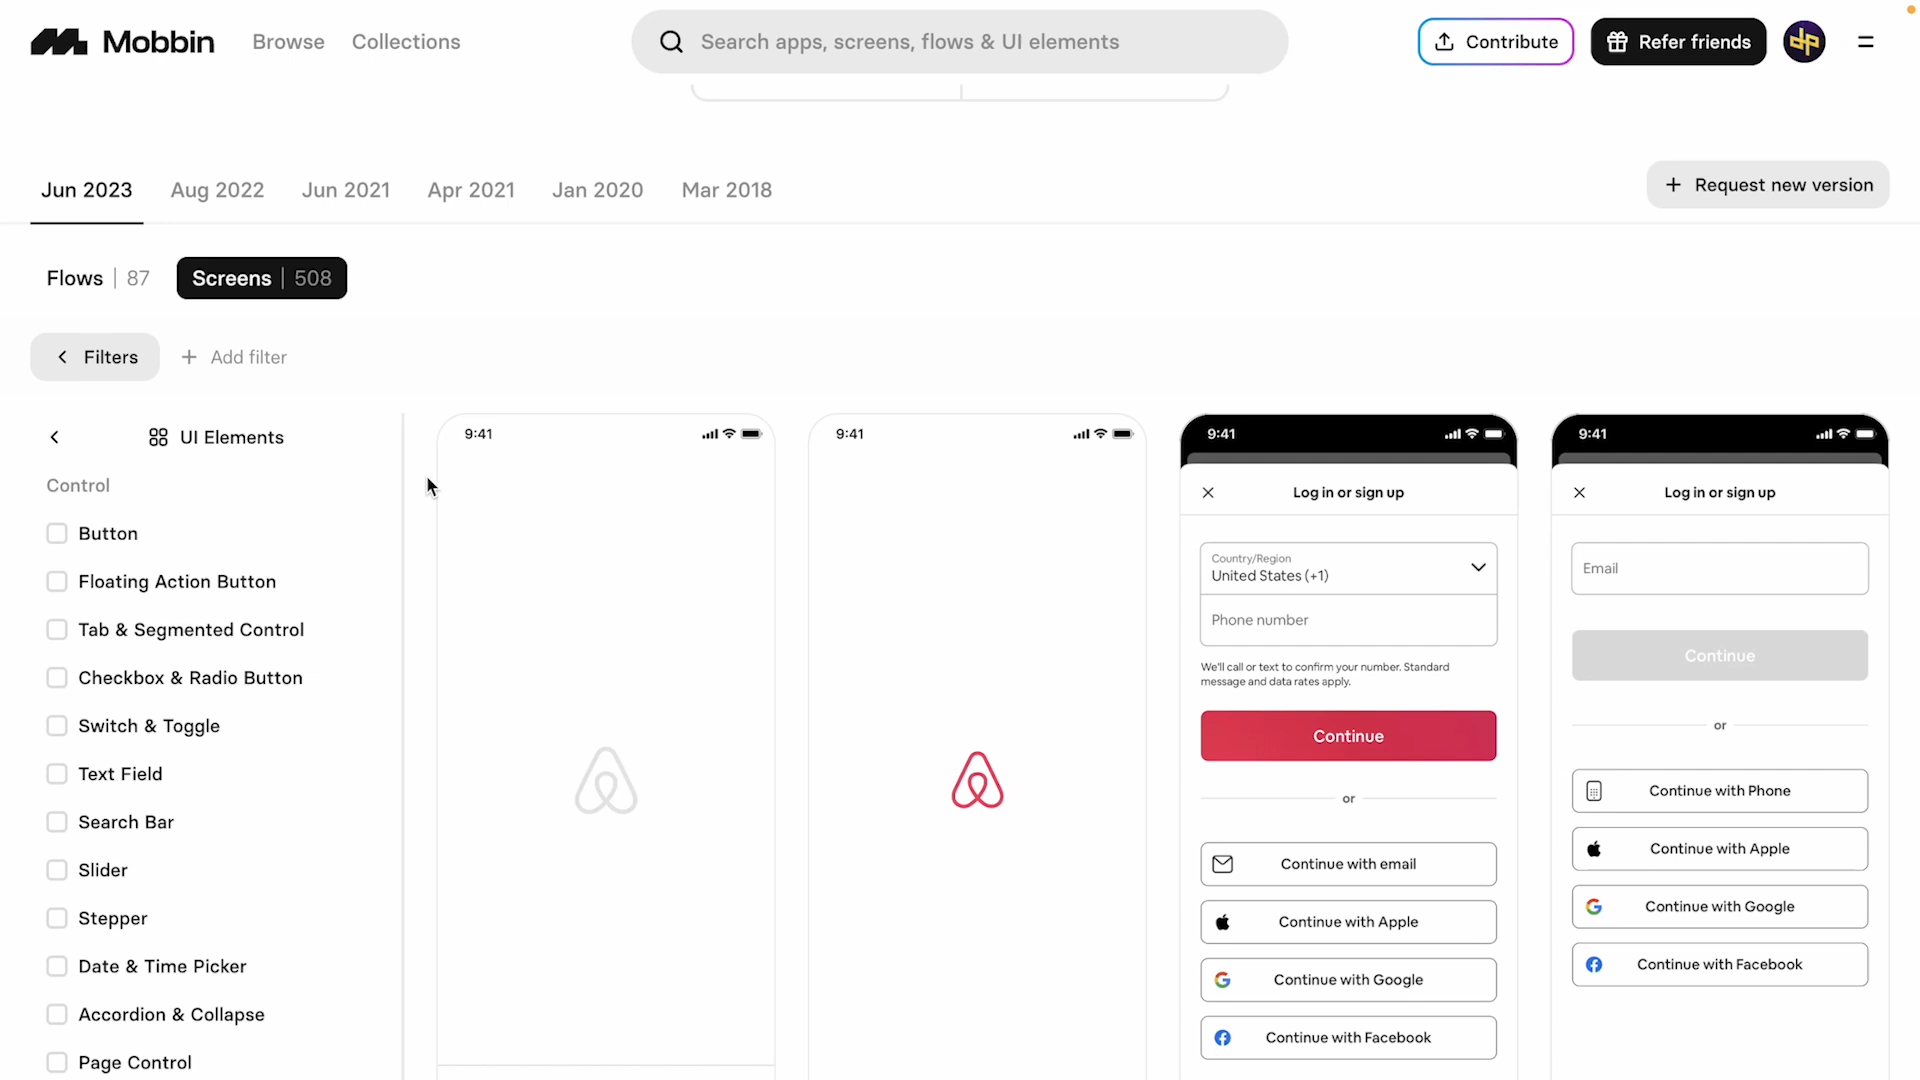 Mobbin
Browse
Collections
Search apps, screens, flows & UI elements
Contribute
Refer friends
Jun 2023
Aug 2022
Jun 2021
Apr 2021
Jan 2020
Mar 2018
+ Request new version
Flows | 87
Screens | 508
Filters
+ Add filter
UI Elements
Control
Button
Floating Action Button
Tab & Segmented Control
Checkbox & Radio Button
Switch & Toggle
Text Field
Search Bar
Slider
Stepper
Date & Time Picker
Accordion & Collapse
Page Control
9:41
9:41
9:41
Log in or sign up
Country/Region
United States (+1)
Phone number
We'll call or text to confirm your number. Standard
message and data rates apply.
Continue
or
Continue with email
Continue with Apple
Continue with Google
Continue with Facebook
9:41
Log in or sign up
Email
Continue
or
Continue with Phone
Continue with Apple
Continue with Google
Continue with Facebook